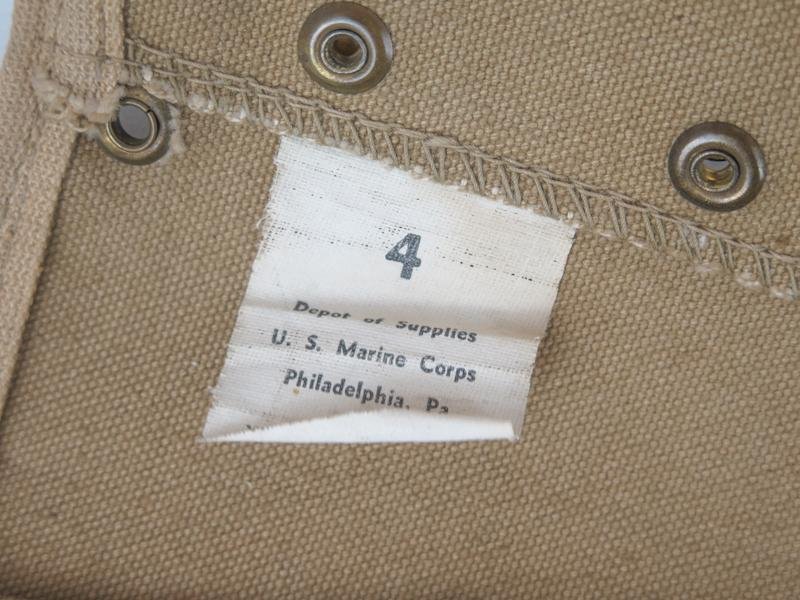 4
Depot of Supplies
U. S. Marine Corps
Philadelphia, Pa